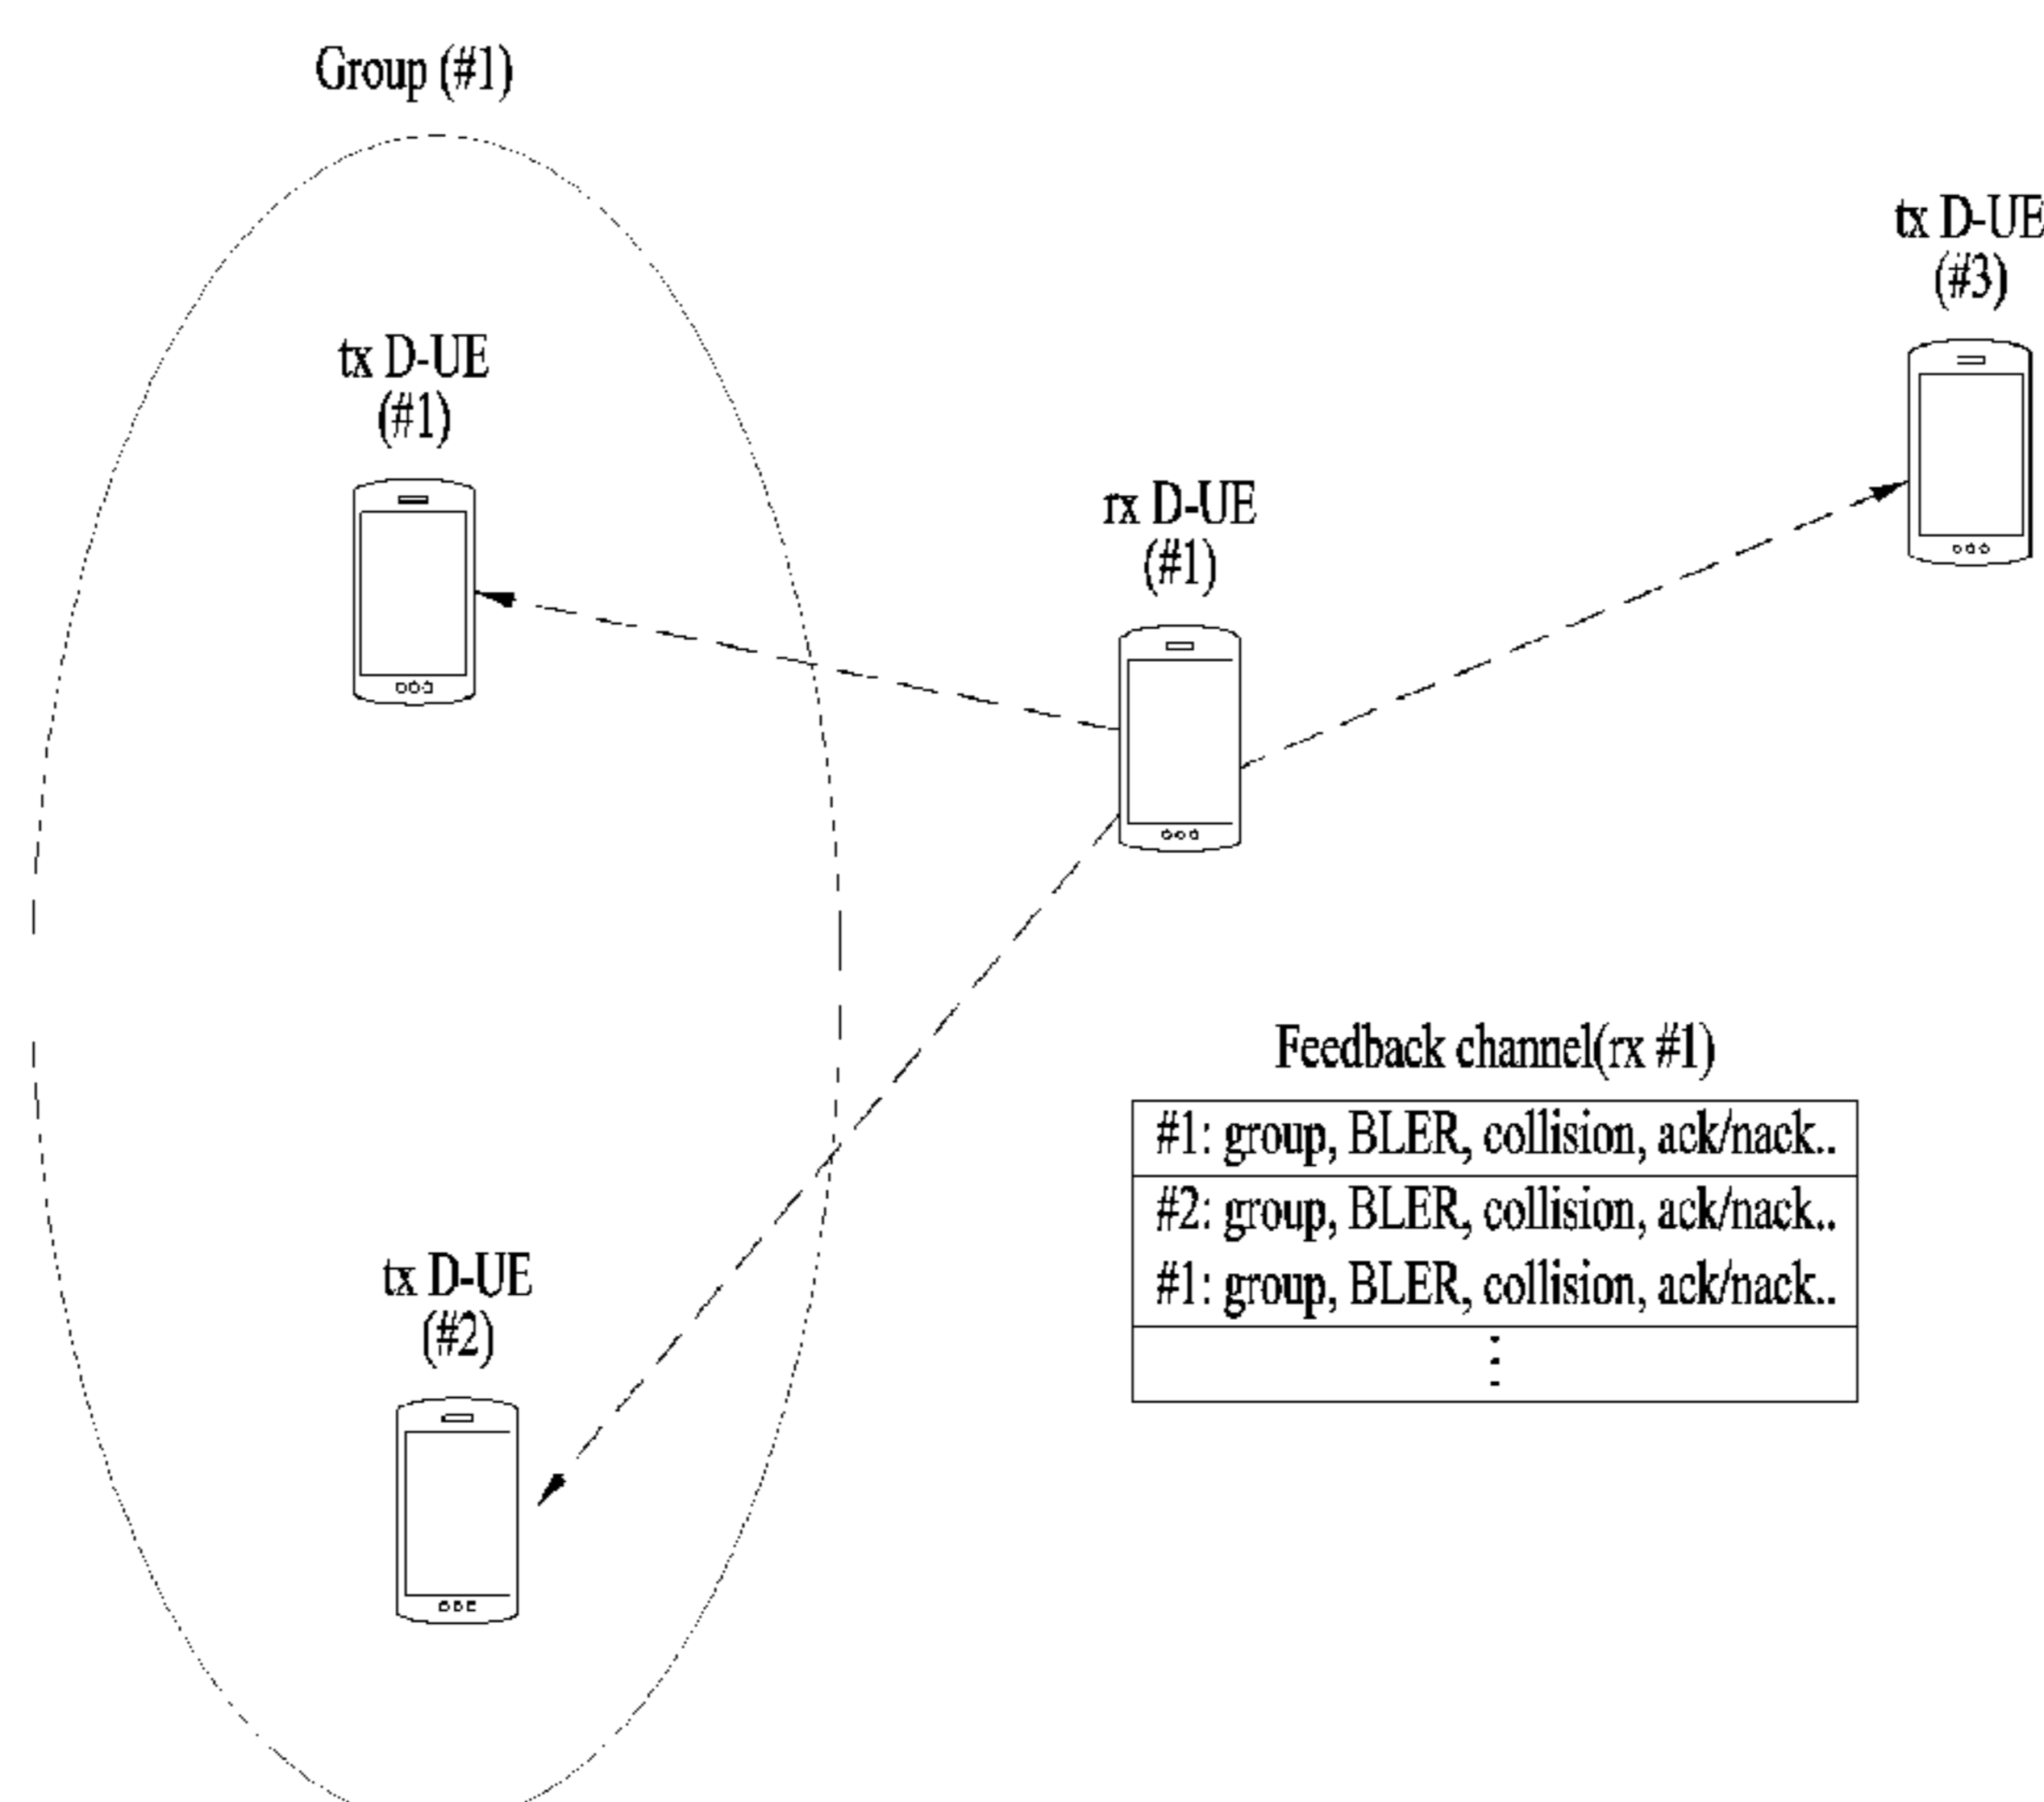 Group (#1)
tx D-UE
(#3)
tx D-UE
(#1)
rx D-UE
(#1)
Feedback channel(rx #1)
#1: group, BLER, collision, ack/nack..
#2: group, BLER, collision, ack/nack..
#1: group, BLER, collision, ack/nack..
tx D-UE
(#2)